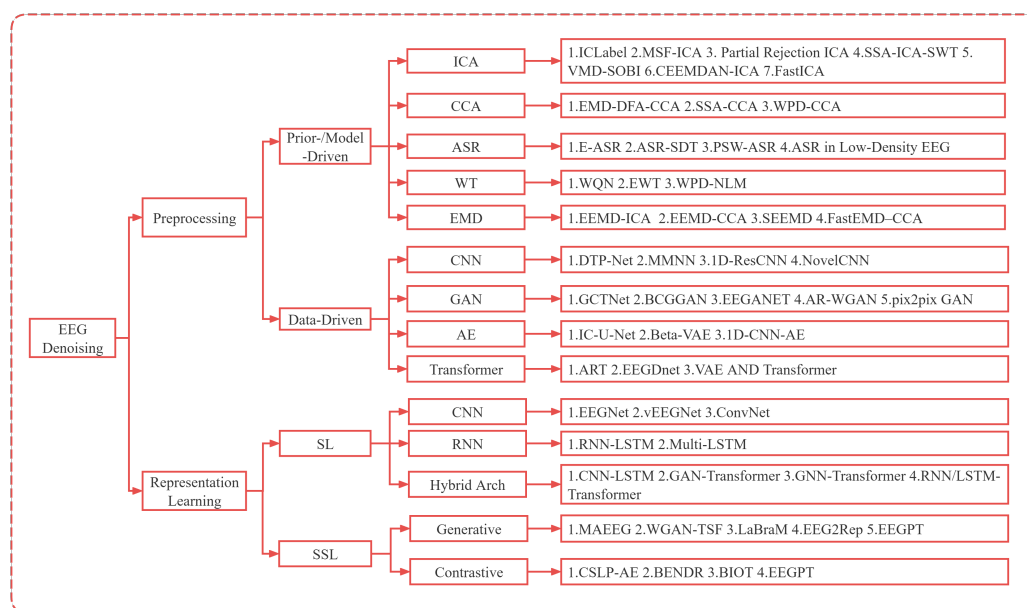 EEG
Denoising
Preprocessing
Prior-/Model
-Driven
ICA
1.ICLabel 2.MSF-ICA 3. Partial Rejection ICA 4.SSA-ICA-SWT 5.
VMD-SOBI 6.CEEMDAN-ICA 7.FastICA
CCA
1.EMD-DFA-CCA 2.SSA-CCA 3.WPD-CCA
ASR
1.E-ASR 2.ASR-SDT 3.PSW-ASR 4.ASR in Low-Density EEG
WT
1.WQN 2.EWT 3.WPD-NLM
EMD
1.EEMD-ICA 2.EEMD-CCA 3.SEEMD 4.FastEMD–CCA
Data-Driven
CNN
1.DTP-Net 2.MMNN 3.1D-ResCNN 4.NovelCNN
GAN
1.GCTNet 2.BCGGAN 3.EEGANET 4.AR-WGAN 5.pix2pix GAN
AE
1.IC-U-Net 2.Beta-VAE 3.1D-CNN-AE
Transformer
1.ART 2.EEGDnet 3.VAE AND Transformer
Representation
Learning
SL
CNN
1.EEGNet 2.vEEGNet 3.ConvNet
RNN
1.RNN-LSTM 2.Multi-LSTM
Hybrid Arch
1.CNN-LSTM 2.GAN-Transformer 3.GNN-Transformer 4.RNN/LSTM-
Transformer
SSL
Generative
1.MAEEG 2.WGAN-TSF 3.LaBraM 4.EEG2Rep 5.EEGPT
Contrastive
1.CSLP-AE 2.BENDR 3.BIOT 4.EEGPT